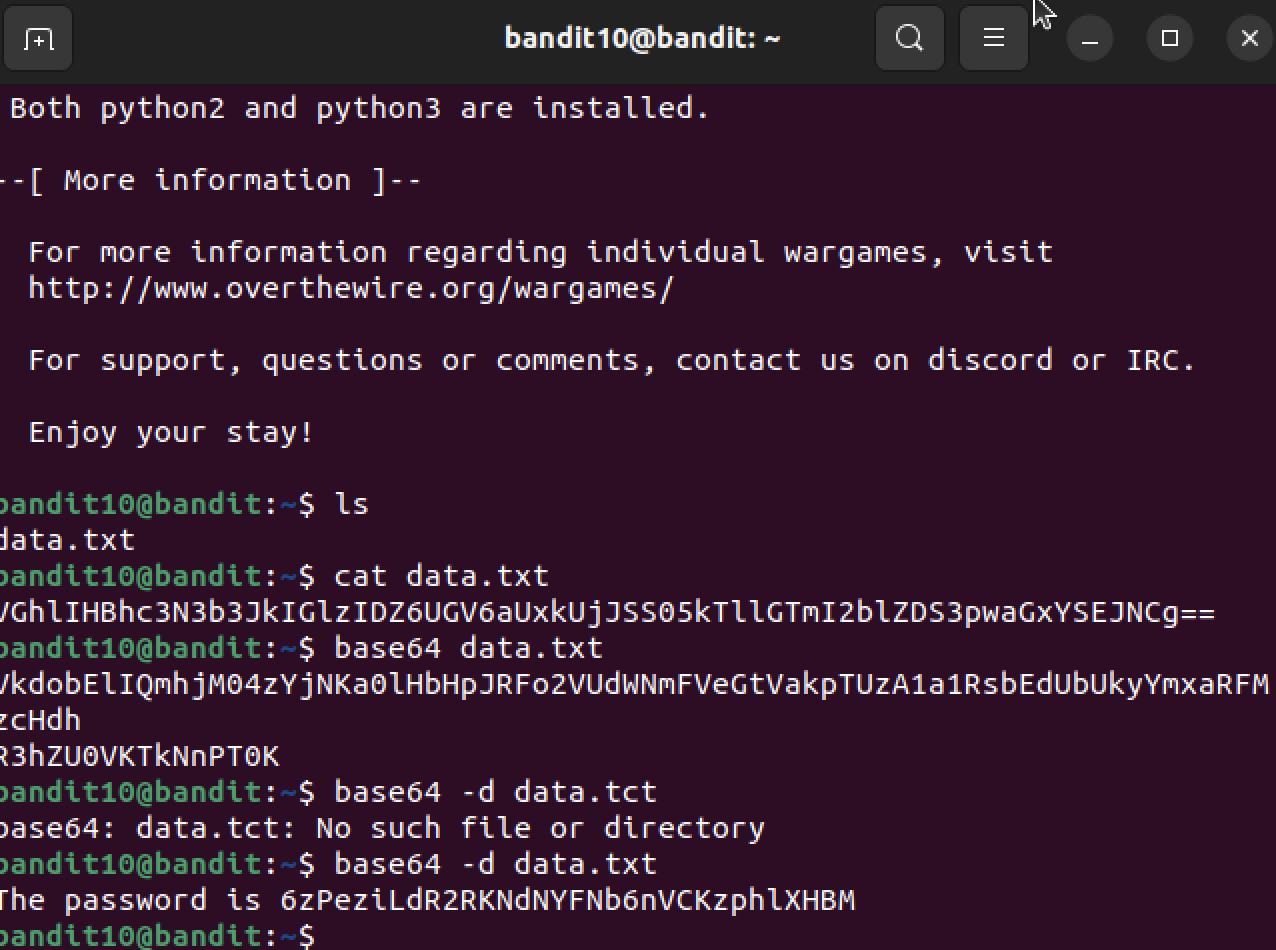 bandit10@bandit: ~
Both python2 and python3 are installed.
--[ More information ]--
For more information regarding individual wargames, visit
http://www.overthewire.org/wargames/
For support, questions or comments, contact us on discord or IRC.
Enjoy your stay!
bandit10@bandit:~$ ls
data.txt
bandit10@bandit:~$ cat data.txt
VGhlIHBhc3N3b3JkIGlzIDZ6UGV6aUxkUjJSS05kTllGTmI2blZDS3pwaGxYSEJNCg==
bandit10@bandit:~$ base64 data.txt
VkdobElIQmhjM04zYjNKa0lHbHpJRFo2VUdWNmFVeGtVakpTUzA1a1RsbEdUbUkyYmxaRFM
zcHdh
R3hZU0VKTkNnPT0K
bandit10@bandit:~$ base64 -d data.tct
base64: data.tct: No such file or directory
bandit10@bandit:~$ base64 -d data.txt
The password is 6zPeziLdR2RKNdNYFNb6nVCKzphlXHBM
bandit10@bandit:~$